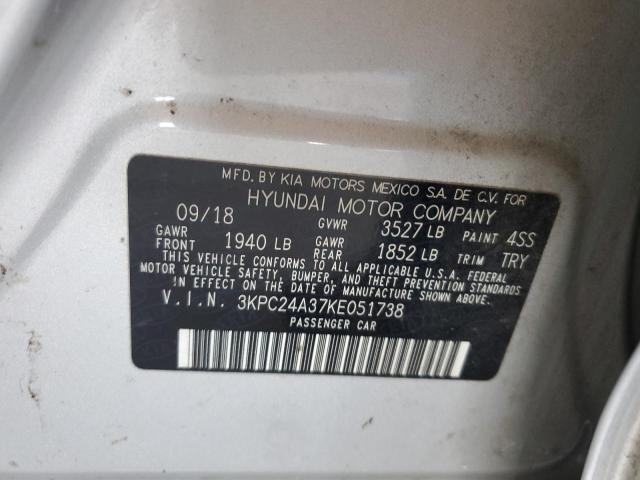 MFD. BY KIA MOTORS MEXICO S.A. DE C.V. FOR
HYUNDAI MOTOR COMPANY
09/18 GVWR 3527 LB PAINT 4SS
GAWR FRONT 1940 LB GAWR REAR 1852 LB TRIM TRY
THIS VEHICLE CONFORMS TO ALL APPLICABLE U.S.A. FEDERAL
MOTOR VEHICLE SAFETY, BUMPER, AND THEFT PREVENTION STANDARDS
IN EFFECT ON THE DATE OF MANUFACTURE SHOWN ABOVE.
V.I.N. 3KPC24A37KE051738
PASSENGER CAR